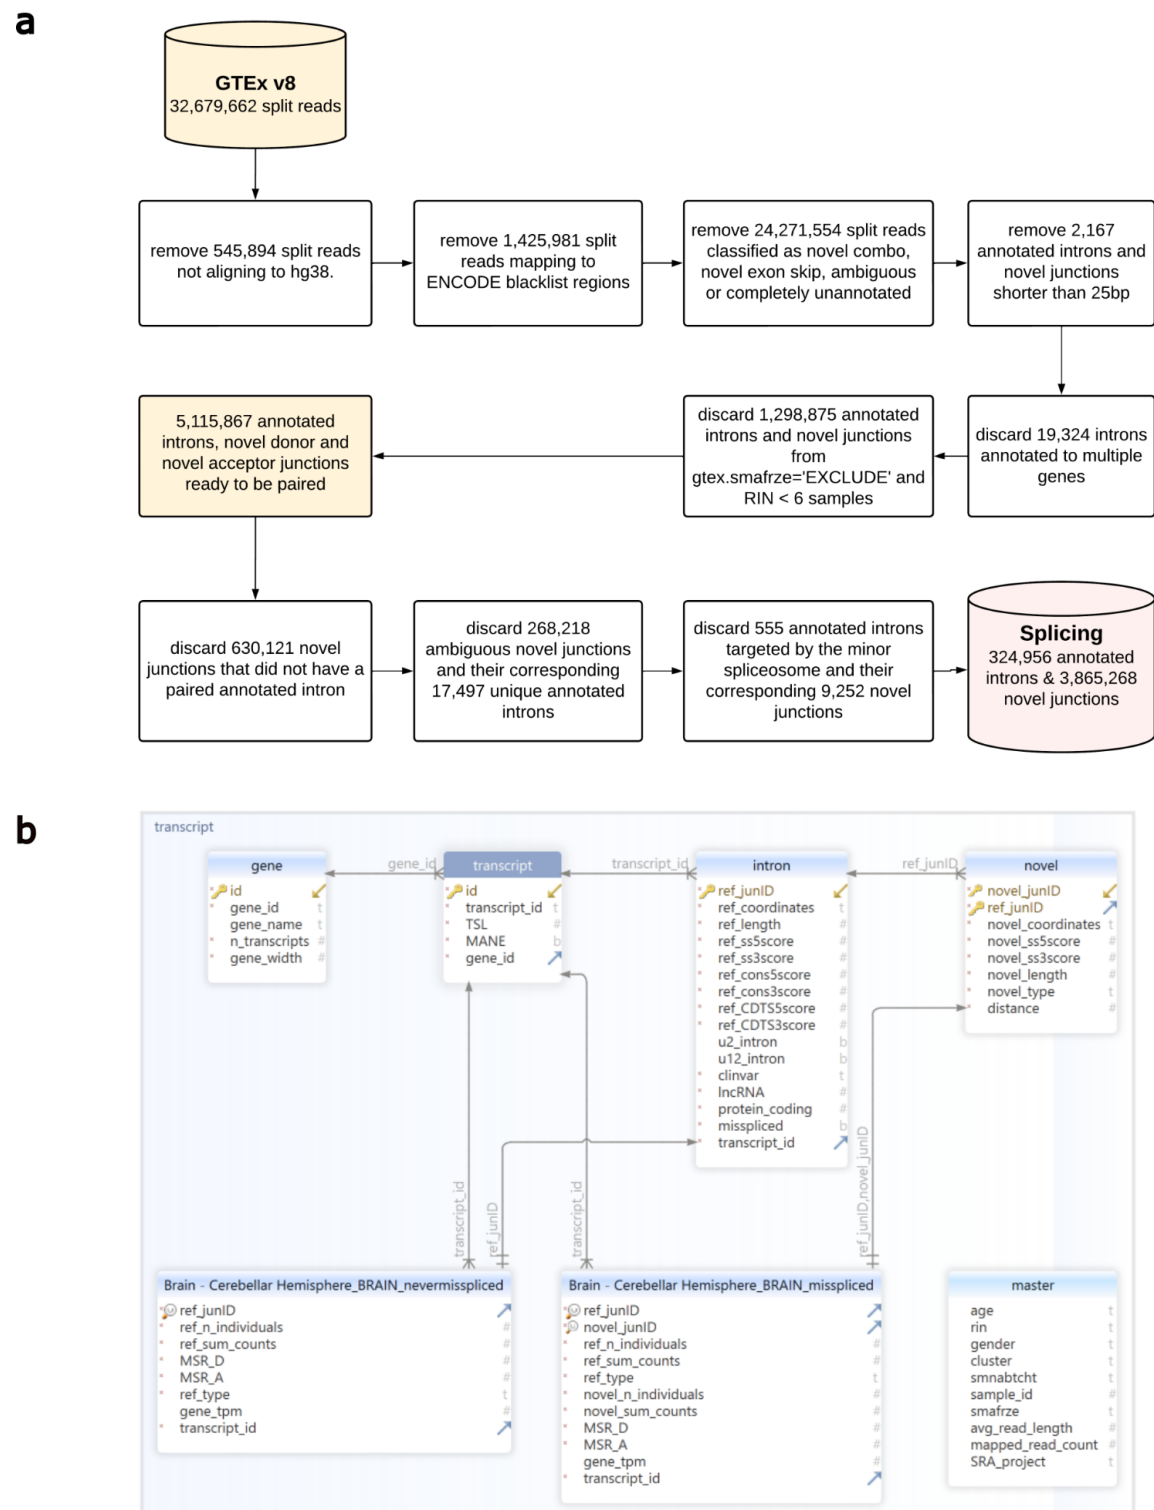 a
GTEx v8
32,679,662 split reads
remove 545,894 split reads
not aligning to hg38.
remove 1,425,981 split
reads mapping to
ENCODE blacklist regions
remove 24,271,554 split reads
classified as novel combo,
novel exon skip, ambiguous
or completely unannotated
remove 2,167
annotated introns and
novel junctions
shorter than 25bp
5,115,867 annotated
introns, novel donor and
novel acceptor junctions
ready to be paired
discard 1,298,875 annotated
introns and novel junctions
from
gtex.smafrze='EXCLUDE' and
RIN < 6 samples
discard 19,324 introns
annotated to multiple
genes
discard 630,121 novel
junctions that did not have a
paired annotated intron
discard 268,218
ambiguous novel junctions
and their corresponding
17,497 unique annotated
introns
discard 555 annotated introns
targeted by the minor
spliceosome and their
corresponding 9,252 novel
junctions
Splicing
324,956 annotated
introns & 3,865,268
novel junctions
b
transcript
gene
id
gene_id t
gene_name t
n_transcripts #
gene_width #
gene_id
transcript
id
transcript_id t
TSL #
MANE b
gene_id
transcript_id
intron
ref_junID
ref_coordinates t
ref_length #
ref_ss5score #
ref_ss3score #
ref_cons5score #
ref_cons3score #
ref_CDTS5score #
ref_CDTS3score #
u2_intron b
u12_intron b
clinvar t
lncRNA #
protein_coding #
misspliced b
transcript_id
ref_junID
novel
novel_junID
ref_junID
novel_coordinates t
novel_ss5score #
novel_ss3score #
novel_length #
novel_type t
distance #
transcript_id
ref_junID
transcript_id
ref_junID,novel_junID
Brain - Cerebellar Hemisphere_BRAIN_nevermisspliced
ref_junID
ref_n_individuals #
ref_sum_counts #
MSR_D #
MSR_A #
ref_type t
gene_tpm #
transcript_id
Brain - Cerebellar Hemisphere_BRAIN_misspliced
ref_junID
novel_junID
ref_n_individuals #
ref_sum_counts #
ref_type t
novel_n_individuals #
novel_sum_counts #
MSR_D #
MSR_A #
gene_tpm #
transcript_id
master
age t
rin t
gender t
cluster t
smnabtcht t
sample_id #
smafrze t
avg_read_length #
mapped_read_count #
SRA_project t